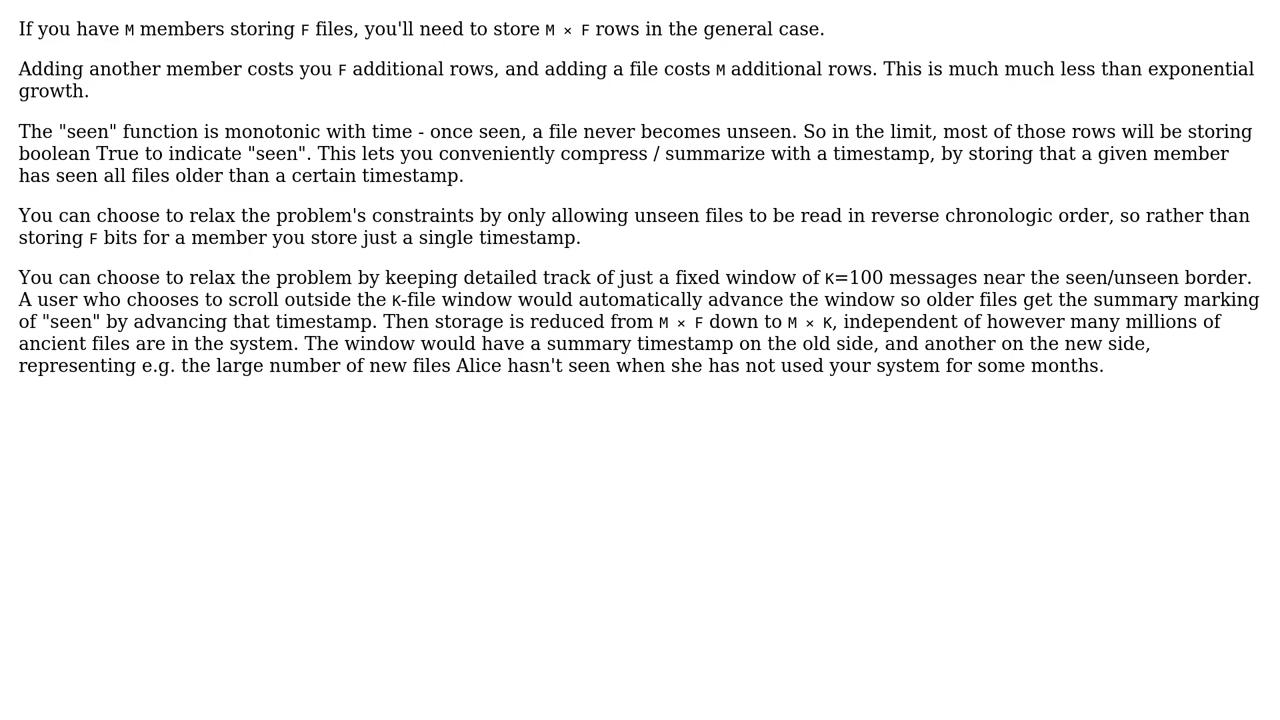 If you have M members storing F files, you'll need to store M × F rows in the general case.
Adding another member costs you F additional rows, and adding a file costs M additional rows. This is much much less than exponential
growth.
The "seen" function is monotonic with time - once seen, a file never becomes unseen. So in the limit, most of those rows will be storing
boolean True to indicate "seen". This lets you conveniently compress / summarize with a timestamp, by storing that a given member
has seen all files older than a certain timestamp.
You can choose to relax the problem's constraints by only allowing unseen files to be read in reverse chronologic order, so rather than
storing F bits for a member you store just a single timestamp.
You can choose to relax the problem by keeping detailed track of just a fixed window of K=100 messages near the seen/unseen border.
A user who chooses to scroll outside the K-file window would automatically advance the window so older files get the summary marking
of "seen" by advancing that timestamp. Then storage is reduced from M × F down to M × K, independent of however many millions of
ancient files are in the system. The window would have a summary timestamp on the old side, and another on the new side,
representing e.g. the large number of new files Alice hasn't seen when she has not used your system for some months.